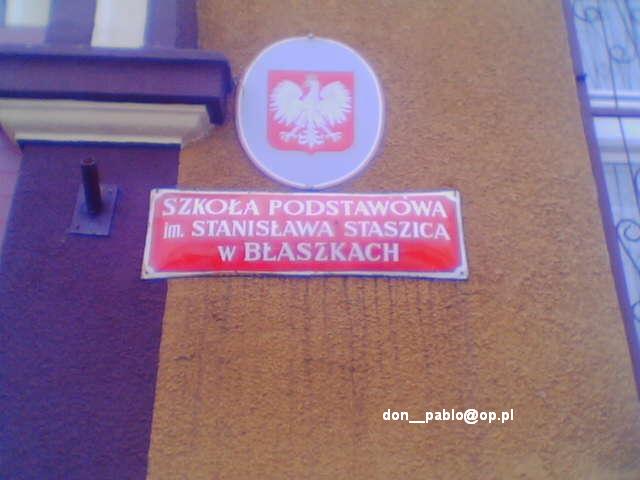 SZKOŁA PODSTAWOWA
im. STANISŁAWA STASZICA
w BŁASZKACH
don__pablo@op.pl